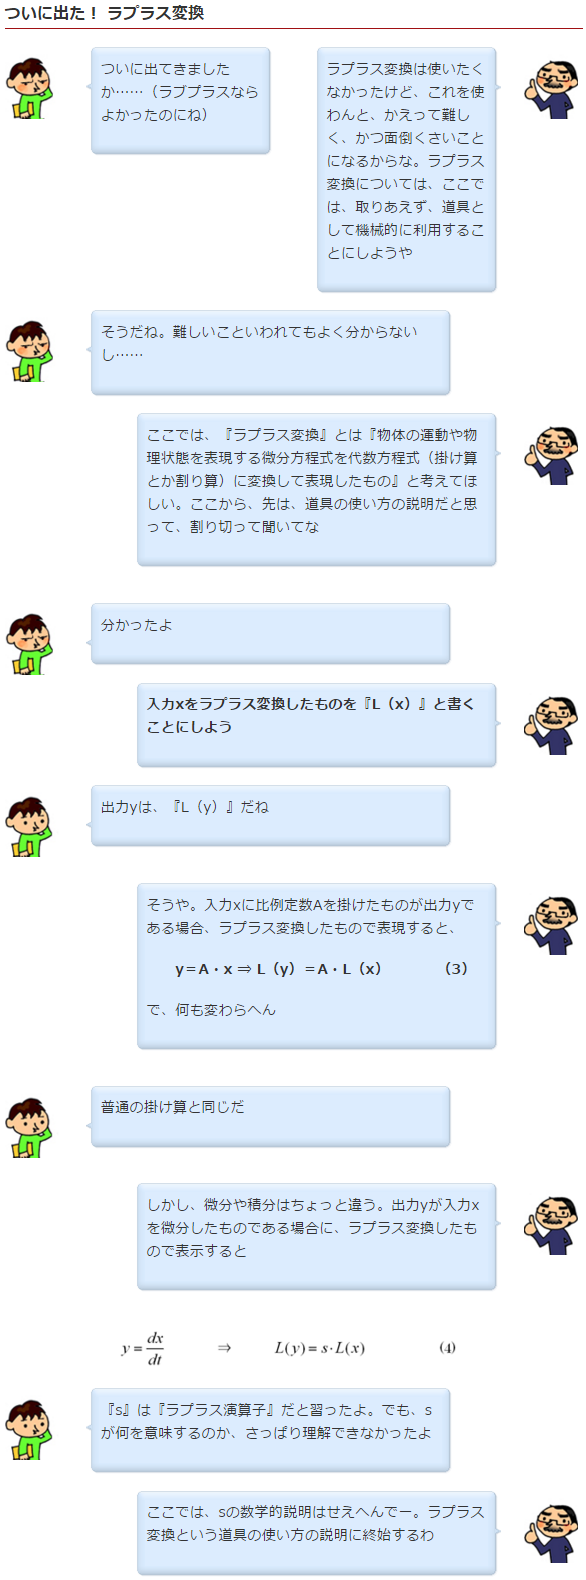 ついに出た！ ラプラス変換
ついに出てきました
か……（ラブプラスなら
よかったのにね）
ラプラス変換は使いたく
なかったけど、これを使
わんと、かえって難し
く、かつ面倒くさいこと
になるからな。ラプラス
変換については、ここで
は、取りあえず、道具と
して機械的に利用するこ
とにしようや
そうだね。難しいこといわれてもよく分からない
し……
ここでは、『ラプラス変換』とは『物体の運動や物
理状態を表現する微分方程式を代数方程式（掛け算
とか割り算）に変換して表現したもの』と考えてほ
しい。ここから、先は、道具の使い方の説明だと思
って、割り切って聞いてな
分かったよ
入力xをラプラス変換したものを『L（x）』と書く
ことにしよう
出力yは、『L（y）』だね
そうや。入力xに比例定数Aを掛けたものが出力yで
ある場合、ラプラス変換したもので表現すると、
y＝A・x ⇒ L（y）＝A・L（x） （3）
で、何も変わらへん
普通の掛け算と同じだ
しかし、微分や積分はちょっと違う。出力yが入力x
を微分したものである場合に、ラプラス変換したも
ので表示すると
y = dx/dt ⇒ L(y) = s·L(x) (4)
『s』は『ラプラス演算子』だと習ったよ。でも、s
が何を意味するのか、さっぱり理解できなかったよ
ここでは、sの数学的説明はせえへんでー。ラプラス
変換という道具の使い方の説明に終始するわ